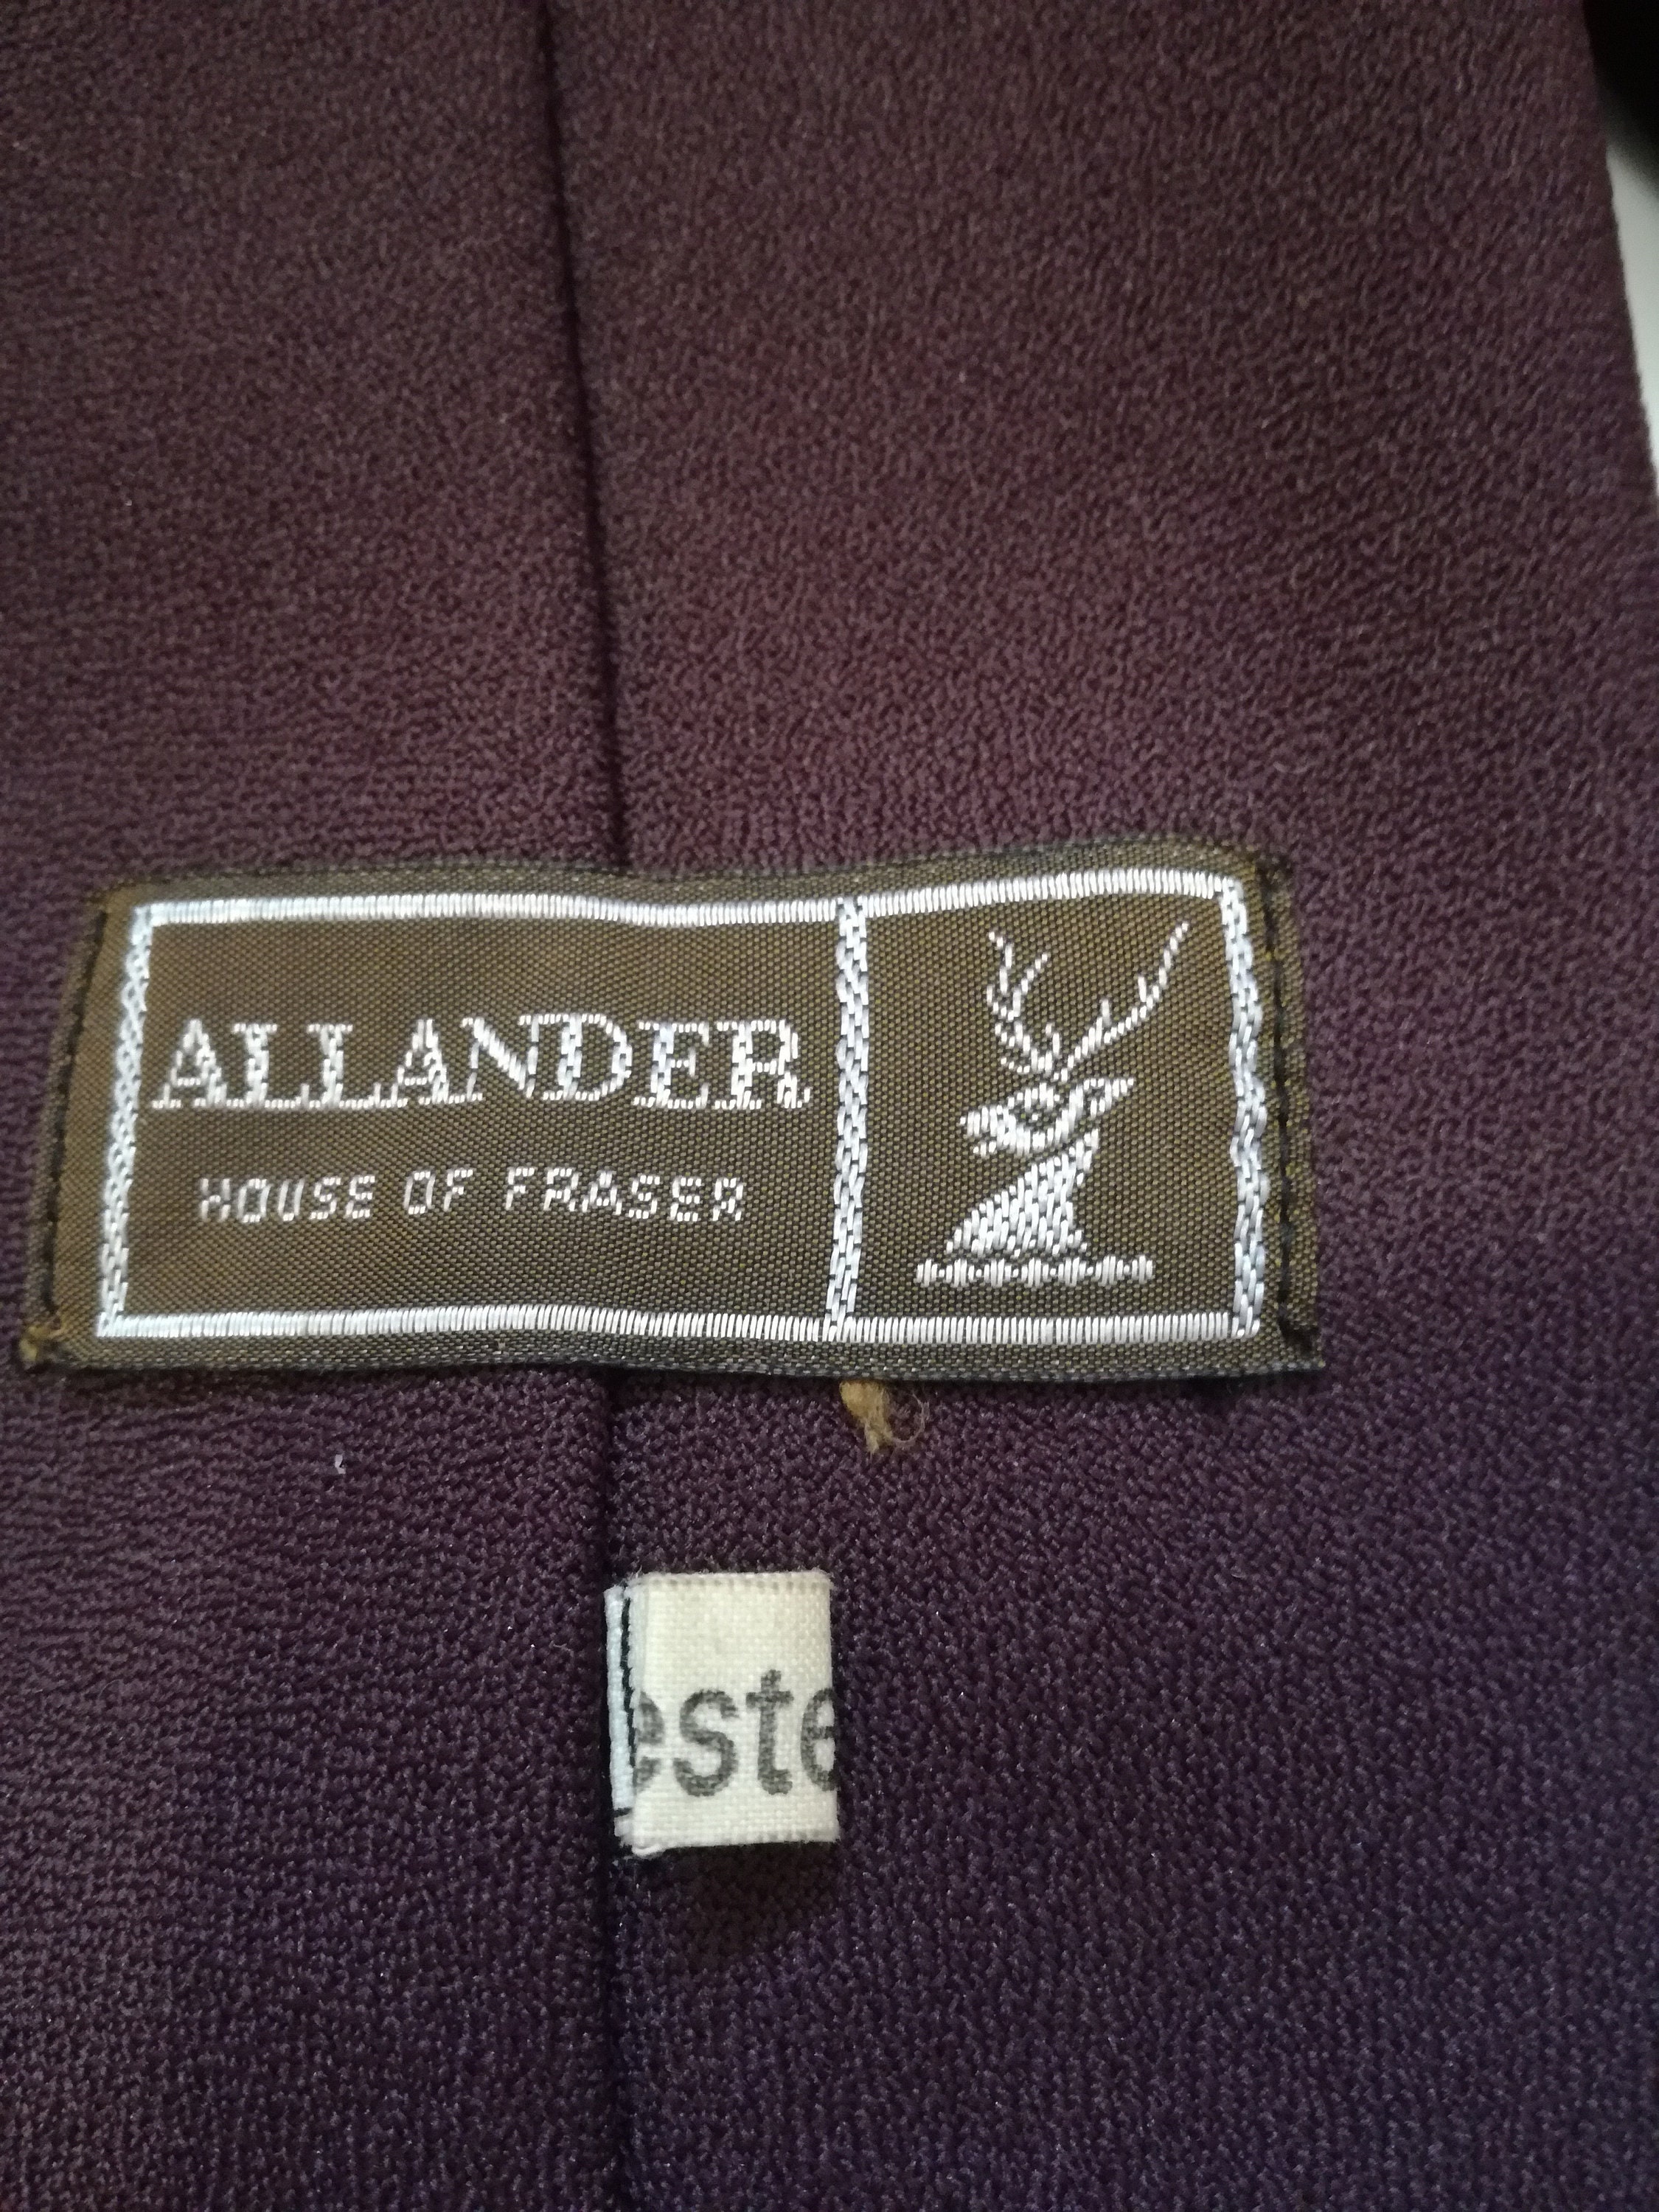 ALLANDER
HOUSE OF FRASER
este